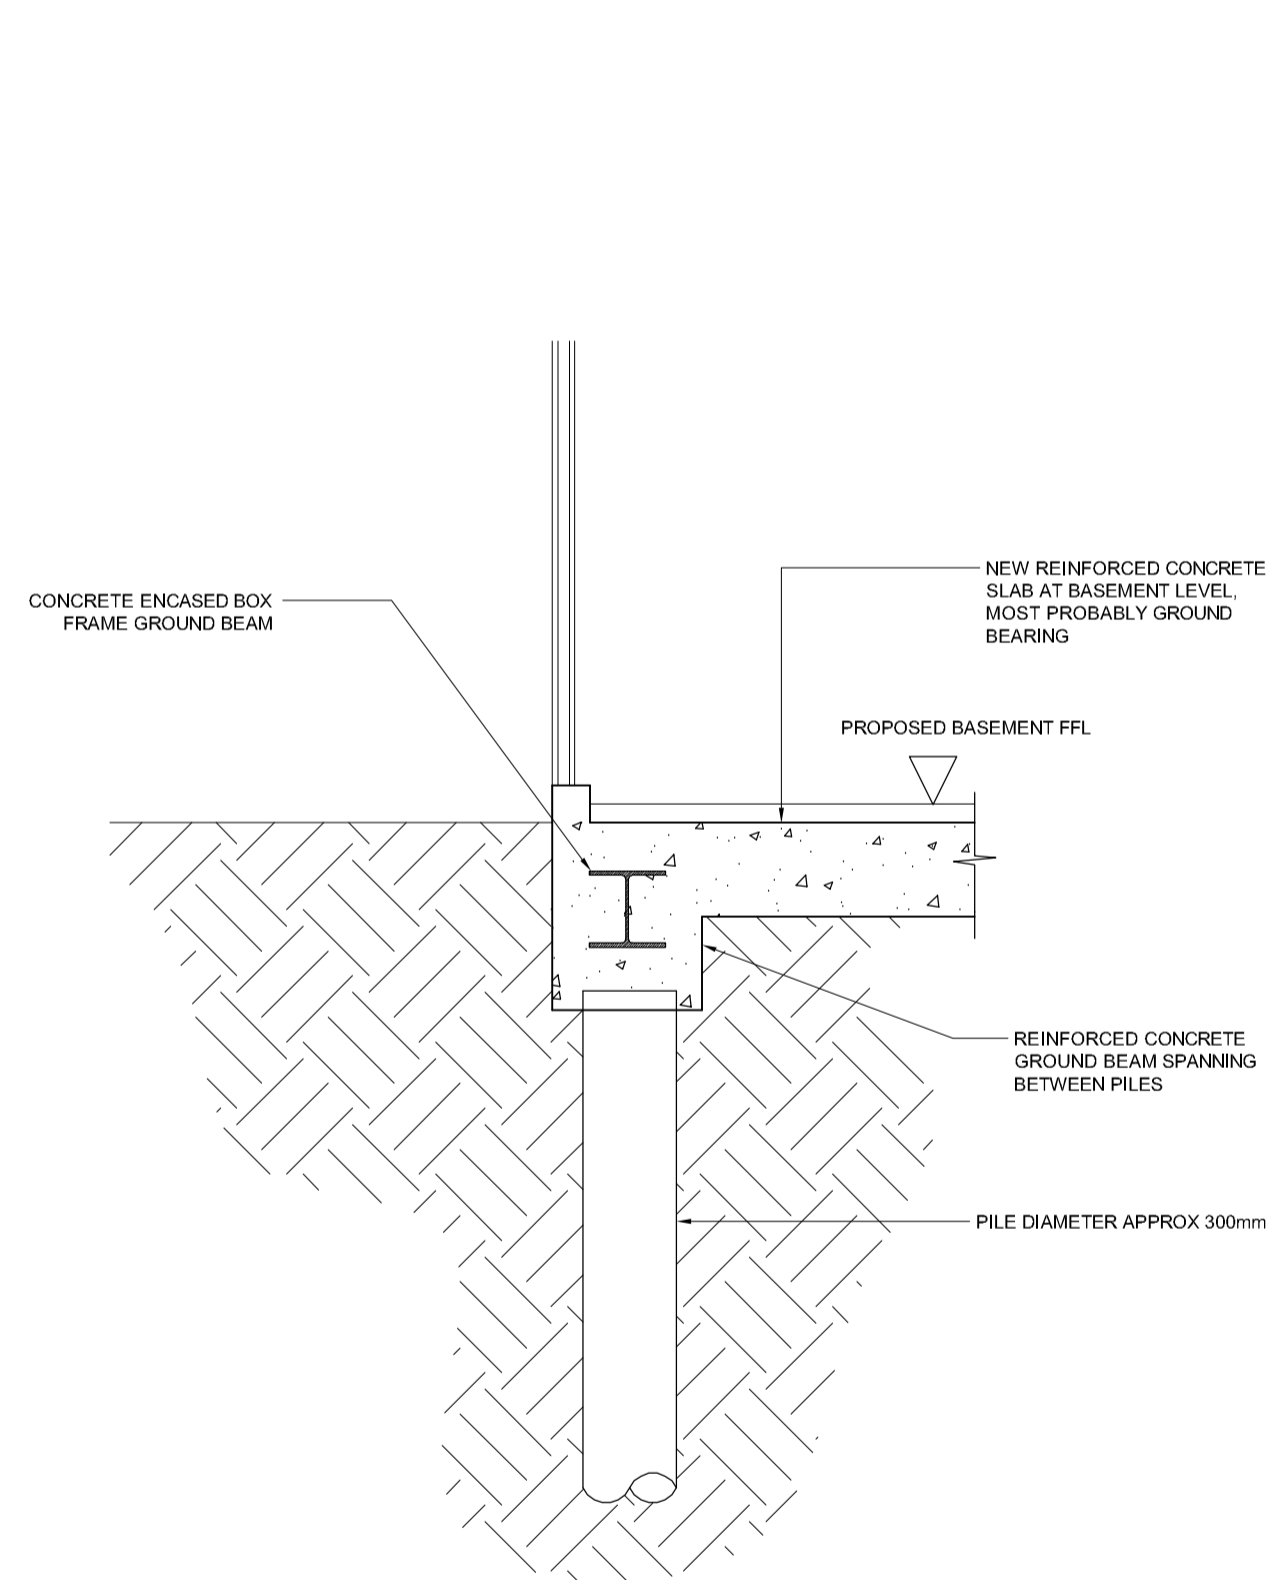 CONCRETE ENCASED BOX
FRAME GROUND BEAM
NEW REINFORCED CONCRETE
SLAB AT BASEMENT LEVEL,
MOST PROBABLY GROUND
BEARING
PROPOSED BASEMENT FFL
REINFORCED CONCRETE
GROUND BEAM SPANNING
BETWEEN PILES
PILE DIAMETER APPROX 300mm